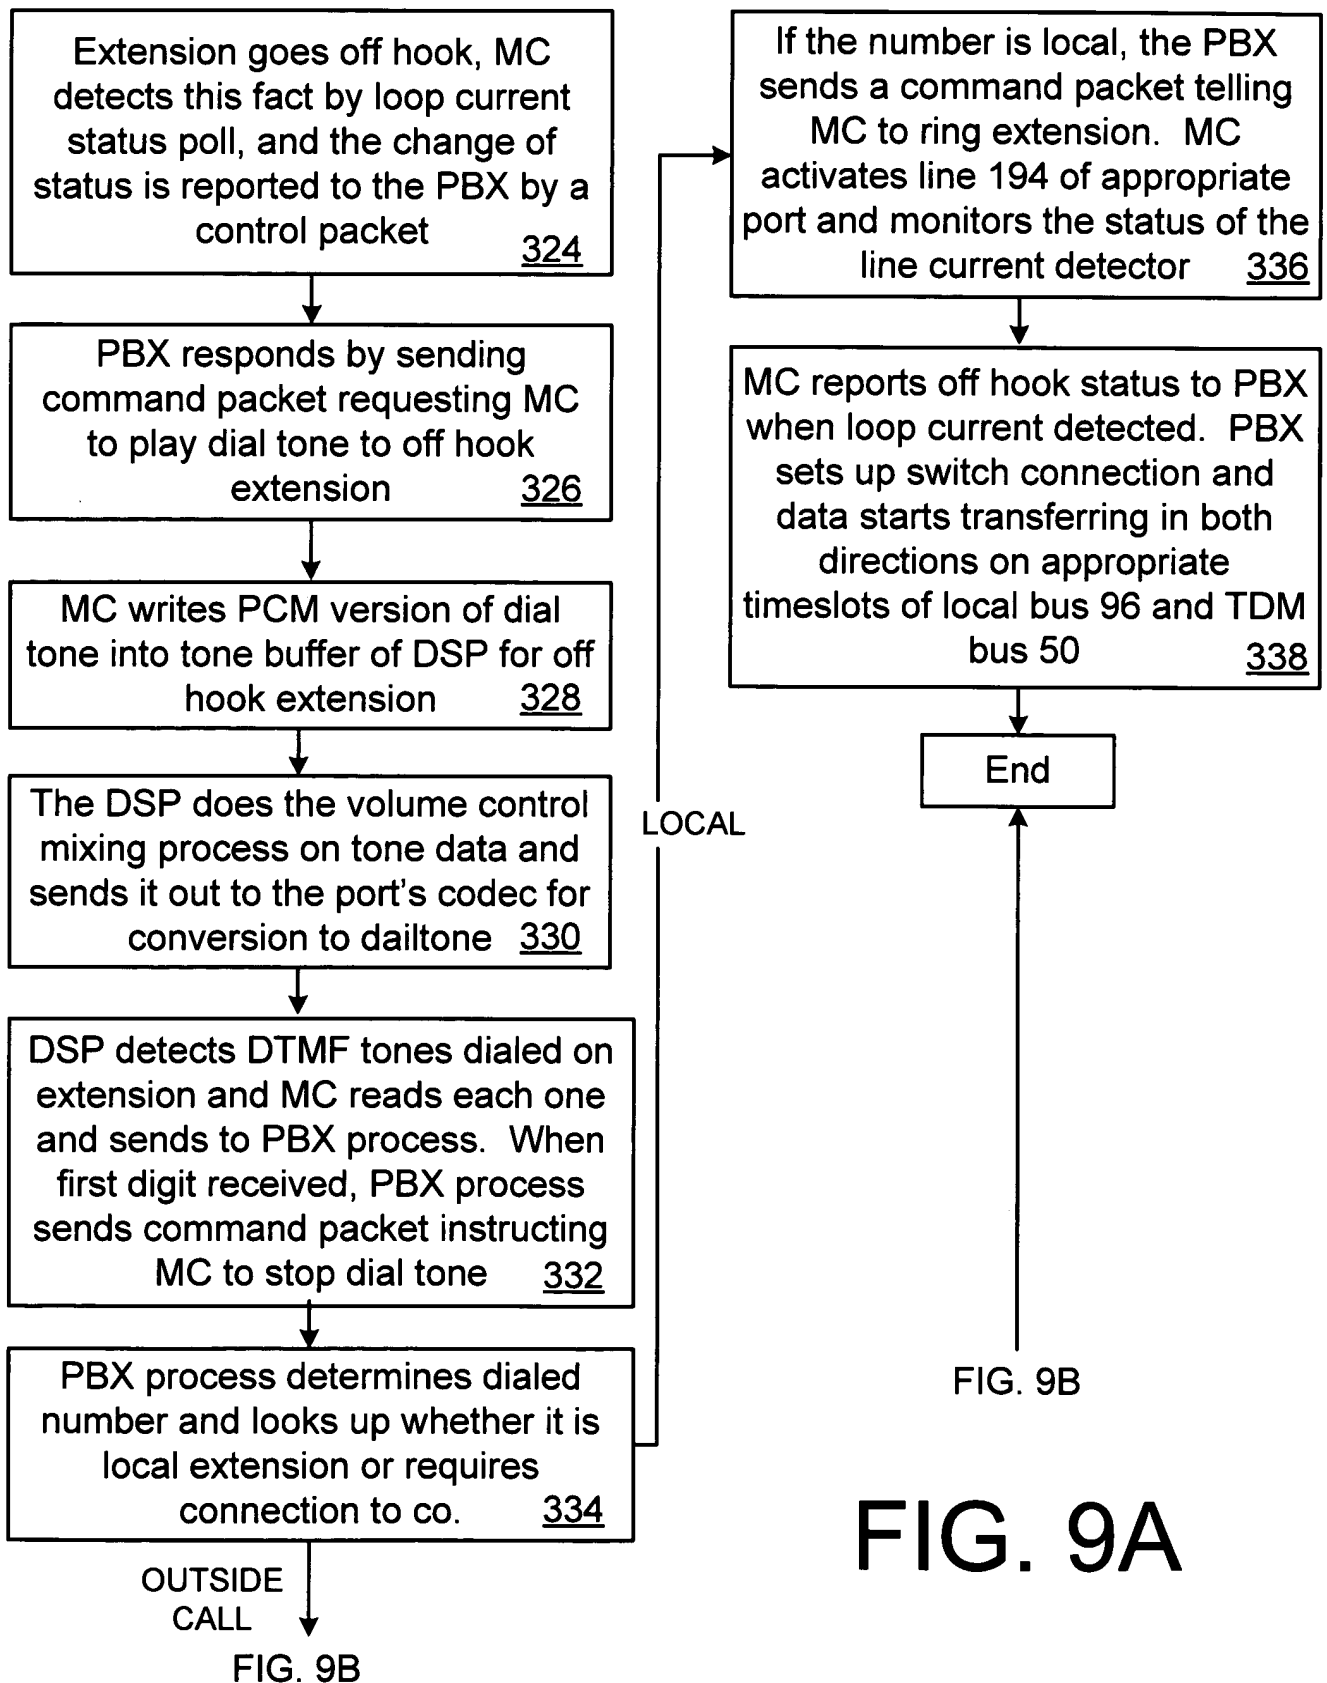 Extension goes off hook, MC
detects this fact by loop current
status poll, and the change of
status is reported to the PBX by a
control packet 324
PBX responds by sending
command packet requesting MC
to play dial tone to off hook
extension 326
MC writes PCM version of dial
tone into tone buffer of DSP for off
hook extension 328
The DSP does the volume control
mixing process on tone data and
sends it out to the port's codec for
conversion to dailtone 330
DSP detects DTMF tones dialed on
extension and MC reads each one
and sends to PBX process. When
first digit received, PBX process
sends command packet instructing
MC to stop dial tone 332
PBX process determines dialed
number and looks up whether it is
local extension or requires
connection to co. 334
OUTSIDE
CALL
FIG. 9B
LOCAL
If the number is local, the PBX
sends a command packet telling
MC to ring extension. MC
activates line 194 of appropriate
port and monitors the status of the
line current detector 336
MC reports off hook status to PBX
when loop current detected. PBX
sets up switch connection and
data starts transferring in both
directions on appropriate
timeslots of local bus 96 and TDM
bus 50 338
End
FIG. 9B
FIG. 9A